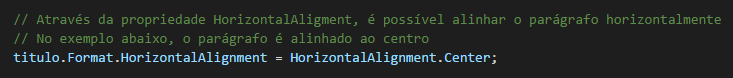 // Através da propriedade HorizontalAligment, é possível alinhar o parágrafo horizontalmente
// No exemplo abaixo, o parágrafo é alinhado ao centro
titulo.Format.HorizontalAlignment = HorizontalAlignment.Center;